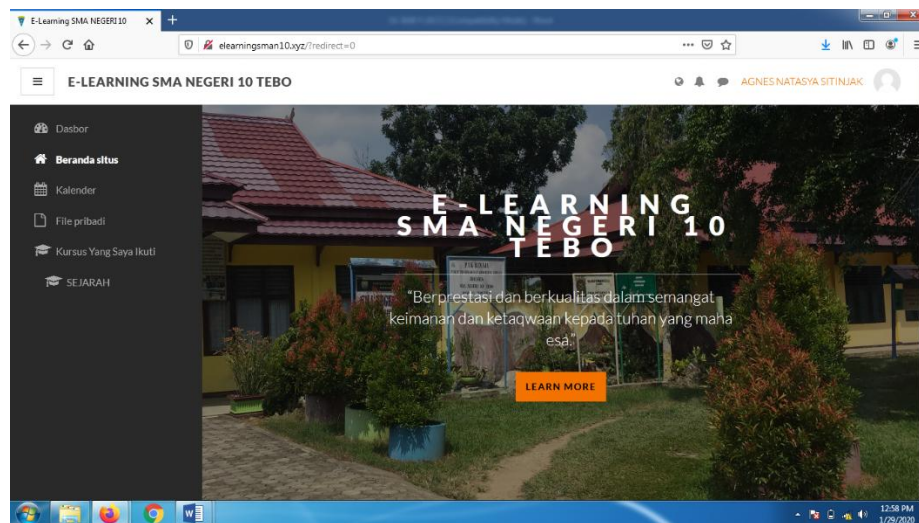 E-Learning SMA NEGERI 10
elearningsman10.xyz/?redirect=0
E-LEARNING SMA NEGERI 10 TEBO
AGNES NATASYA SITINJAK
Dasbor
Beranda situs
Kalender
File pribadi
Kursus Yang Saya Ikuti
SEJARAH
E-LEARNING
SMA NEGERI 10
TEBO
“Berprestasi dan berkualitas dalam semangat
keimanan dan ketaqwaan kepada tuhan yang maha
esa.”
LEARN MORE
12:58 PM
1/29/2020